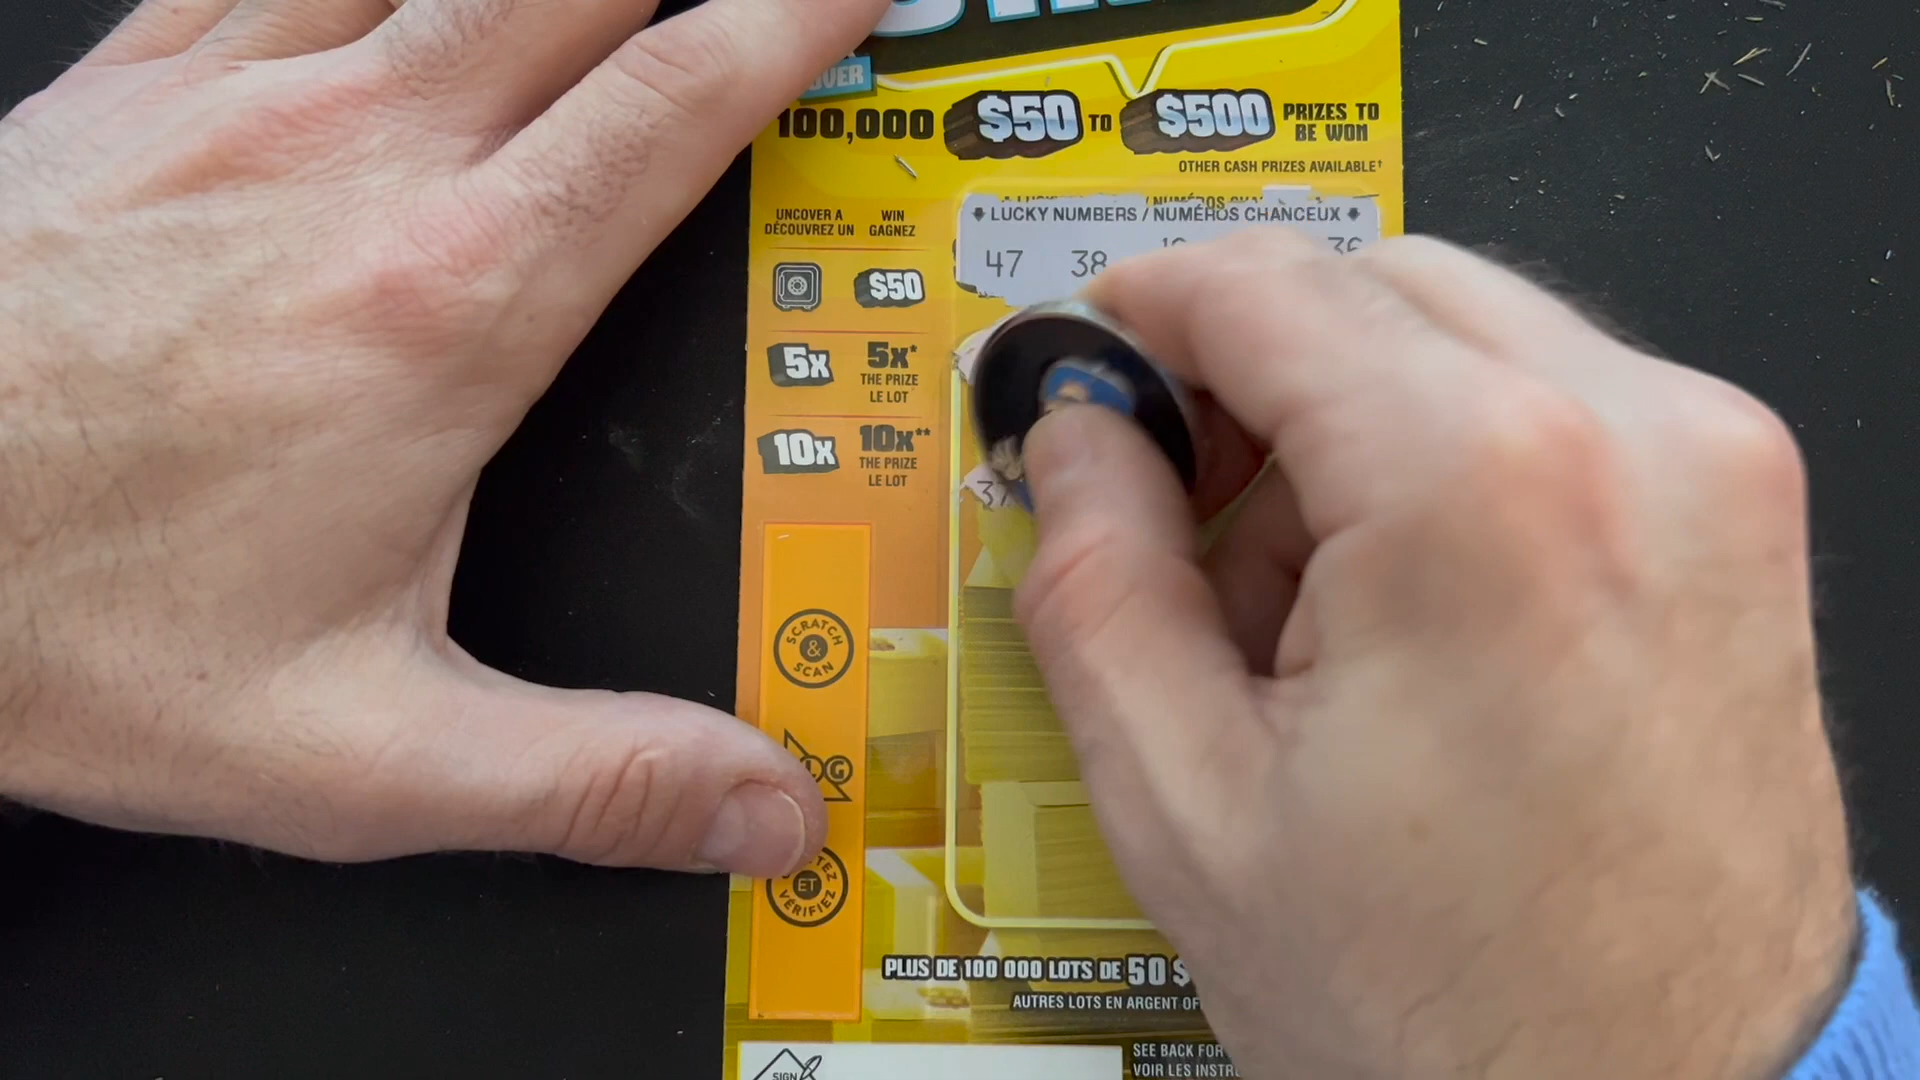 100,000 $50 TO $500 PRIZES TO BE WON
OTHER CASH PRIZES AVAILABLE†
UNCOVER A
DÉCOUVREZ UN
WIN
GAGNEZ
LUCKY NUMBERS / NUMÉROS CHANCEUX
47 38 36
$50
5X 5X*
THE PRIZE
LE LOT
10X 10X**
THE PRIZE
LE LOT
37
SCRATCH
&
SCAN
ET
VÉRIFIEZ
PLUS DE 100 000 LOTS DE 50 $
AUTRES LOTS EN ARGENT
SIGN
SEE BACK FOR
VOIR LES